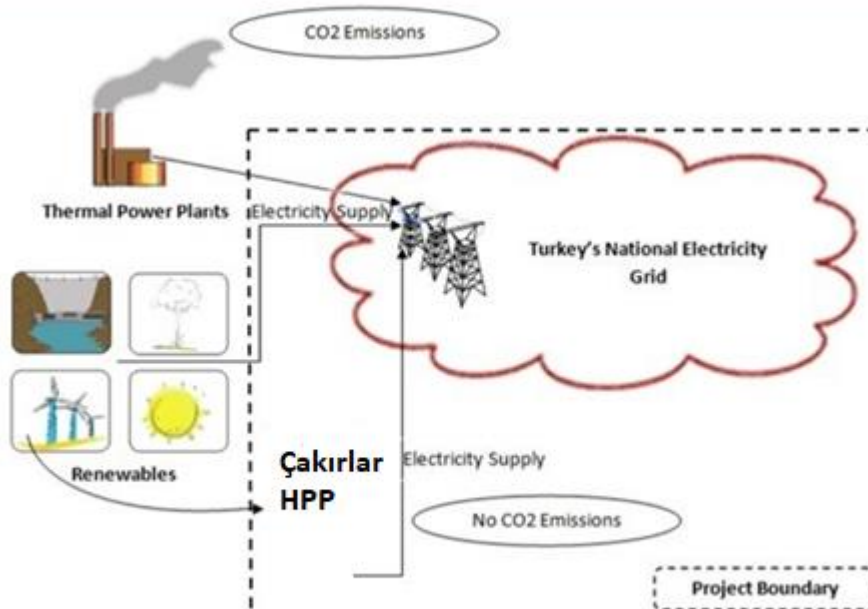 CO2 Emissions
Thermal Power Plants
Electricity Supply
Turkey's National Electricity
Grid
Renewables
Çakırlar
HPP
Electricity Supply
No CO2 Emissions
Project Boundary